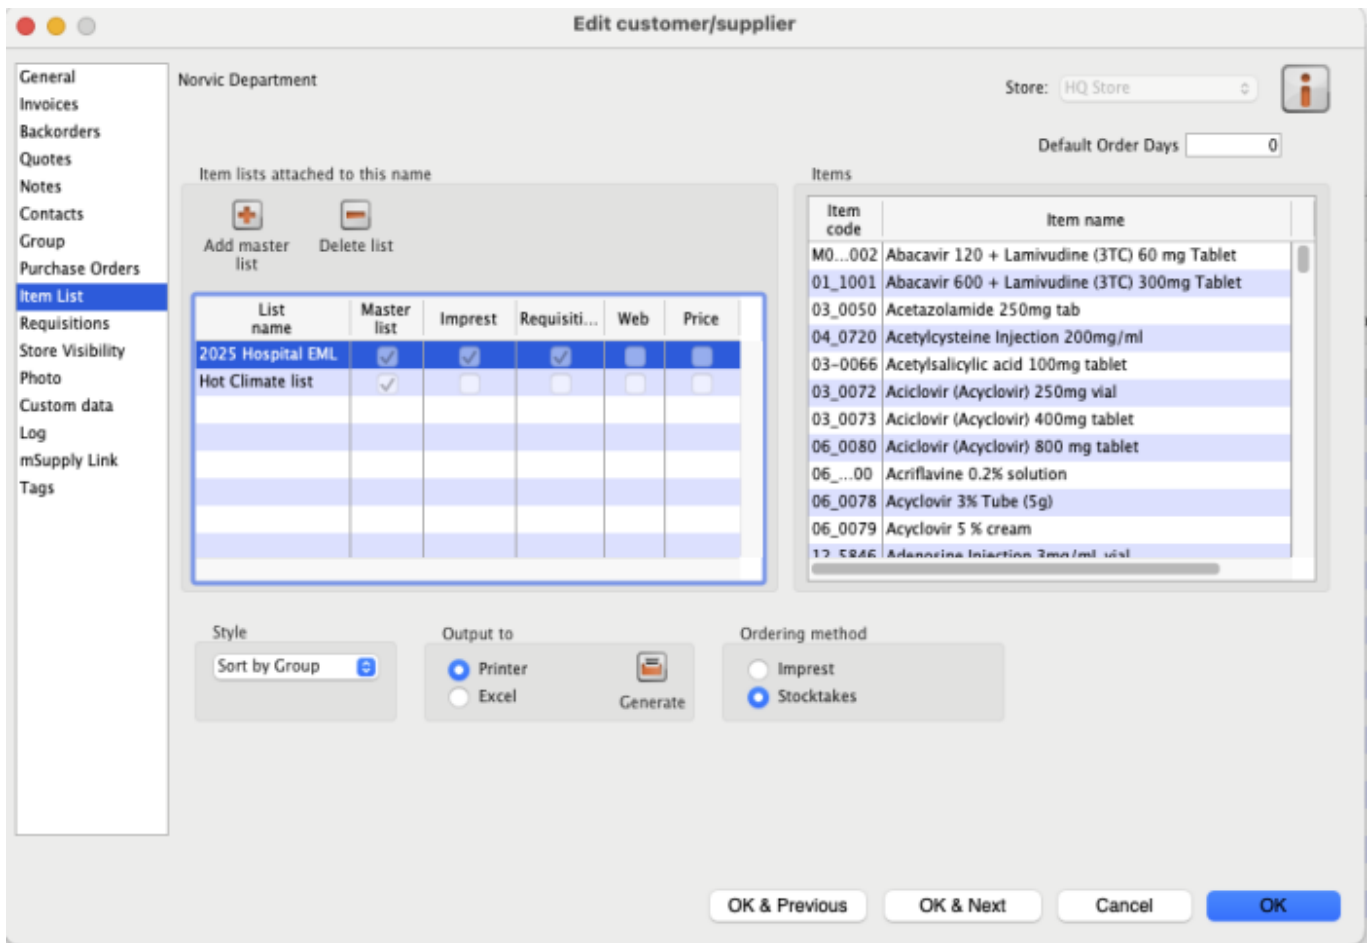 Edit customer/supplier
General
Invoices
Backorders
Quotes
Notes
Contacts
Group
Purchase Orders
Item List
Requisitions
Store Visibility
Photo
Custom data
Log
mSupply Link
Tags
Norvic Department
Store: HQ Store
Default Order Days 0
Item lists attached to this name
Add master list
Delete list
List name Master list Imprest Requisiti... Web Price
2025 Hospital EML
Hot Climate list
Items
Item code Item name
M0...002 Abacavir 120 + Lamivudine (3TC) 60 mg Tablet
01_1001 Abacavir 600 + Lamivudine (3TC) 300mg Tablet
03_0050 Acetazolamide 250mg tab
04_0720 Acetylcysteine Injection 200mg/ml
03-0066 Acetylsalicylic acid 100mg tablet
03_0072 Aciclovir (Acyclovir) 250mg vial
03_0073 Aciclovir (Acyclovir) 400mg tablet
06_0080 Aciclovir (Acyclovir) 800 mg tablet
06_...00 Acriflavine 0.2% solution
06_0078 Acyclovir 3% Tube (5g)
06_0079 Acyclovir 5 % cream
12_5846 Adenosine Injection 3mg/ml vial
Style
Sort by Group
Output to
Printer
Excel
Generate
Ordering method
Imprest
Stocktakes
OK & Previous
OK & Next
Cancel
OK